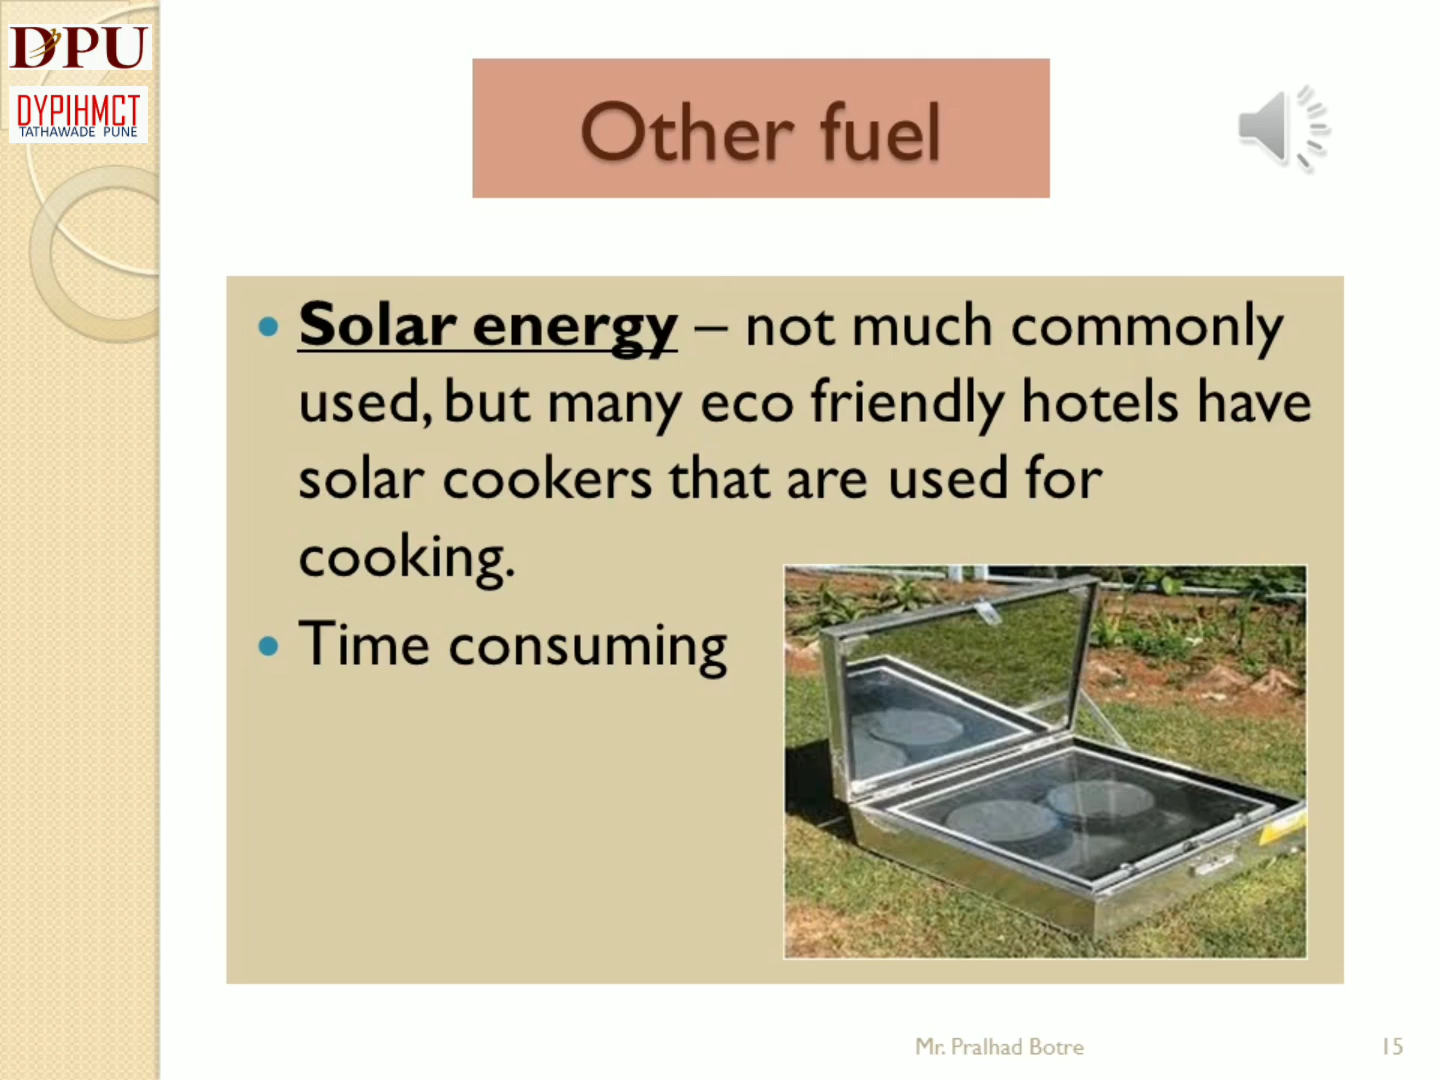 DPU
DYPIHMCT
TATHAWADE PUNE
Other fuel
• Solar energy – not much commonly
used, but many eco friendly hotels have
solar cookers that are used for
cooking.
• Time consuming
Mr. Pralhad Botre
15